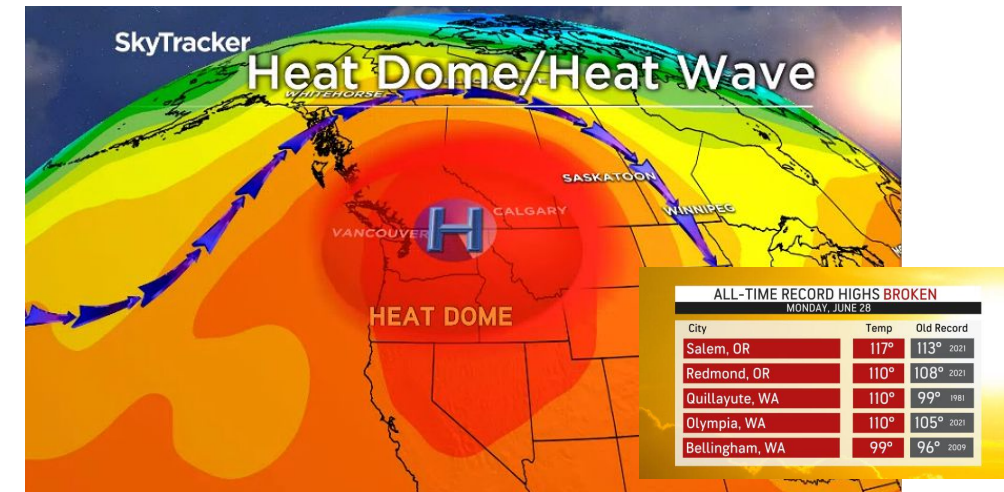 SkyTracker
Heat Dome/Heat Wave
WHITEHORSE
SASKATOON
CALGARY
WINNIPEG
VANCOUVER
H
HEAT DOME
ALL-TIME RECORD HIGHS BROKEN
MONDAY, JUNE 28
City Temp Old Record
Salem, OR 117° 113° 2021
Redmond, OR 110° 108° 2021
Quillayute, WA 110° 99° 1981
Olympia, WA 110° 105° 2021
Bellingham, WA 99° 96° 2009